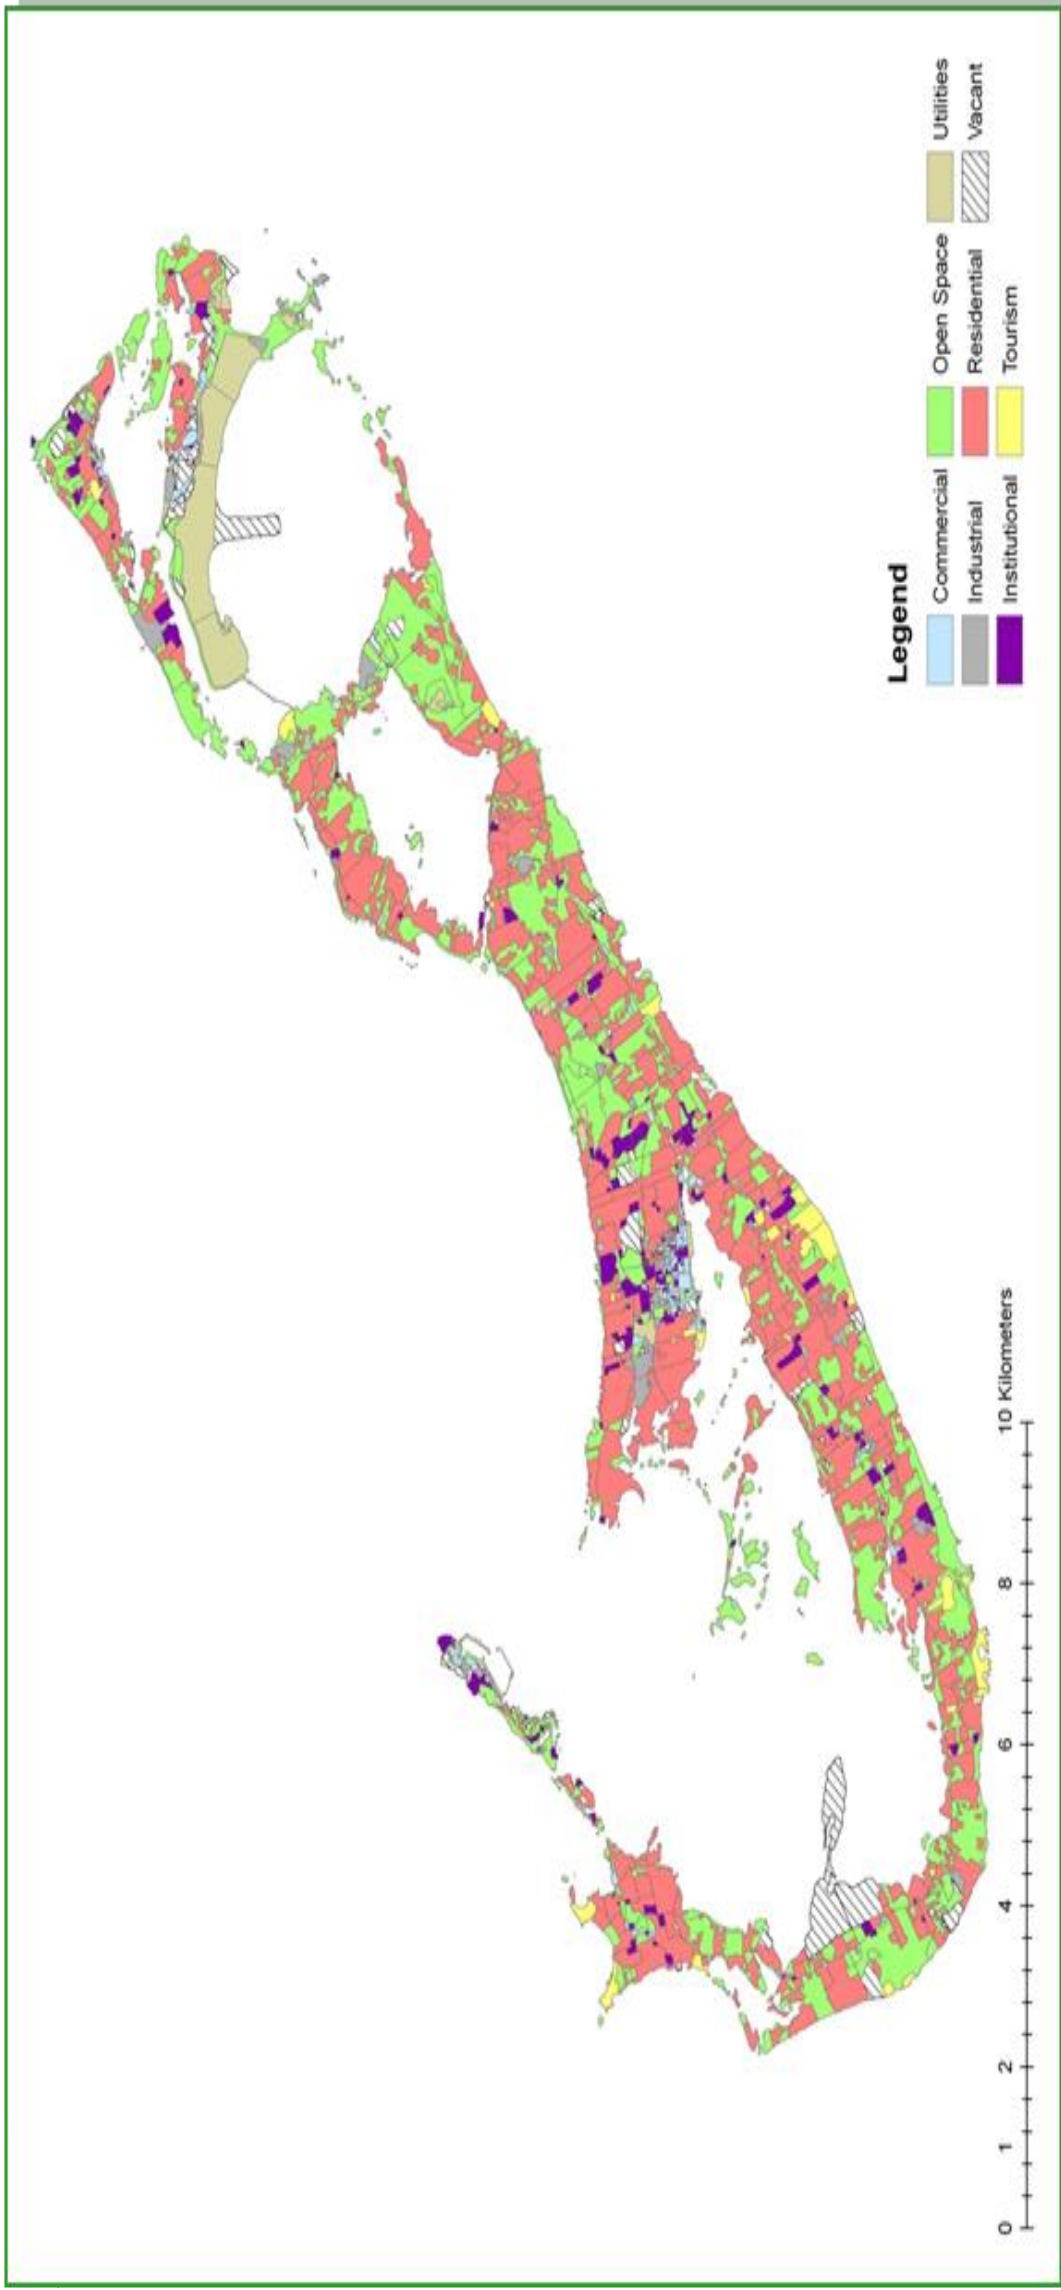 Legend
Commercial Open Space Utilities
Industrial Residential Vacant
Institutional Tourism
0 1 2 4 6 8 10 Kilometers